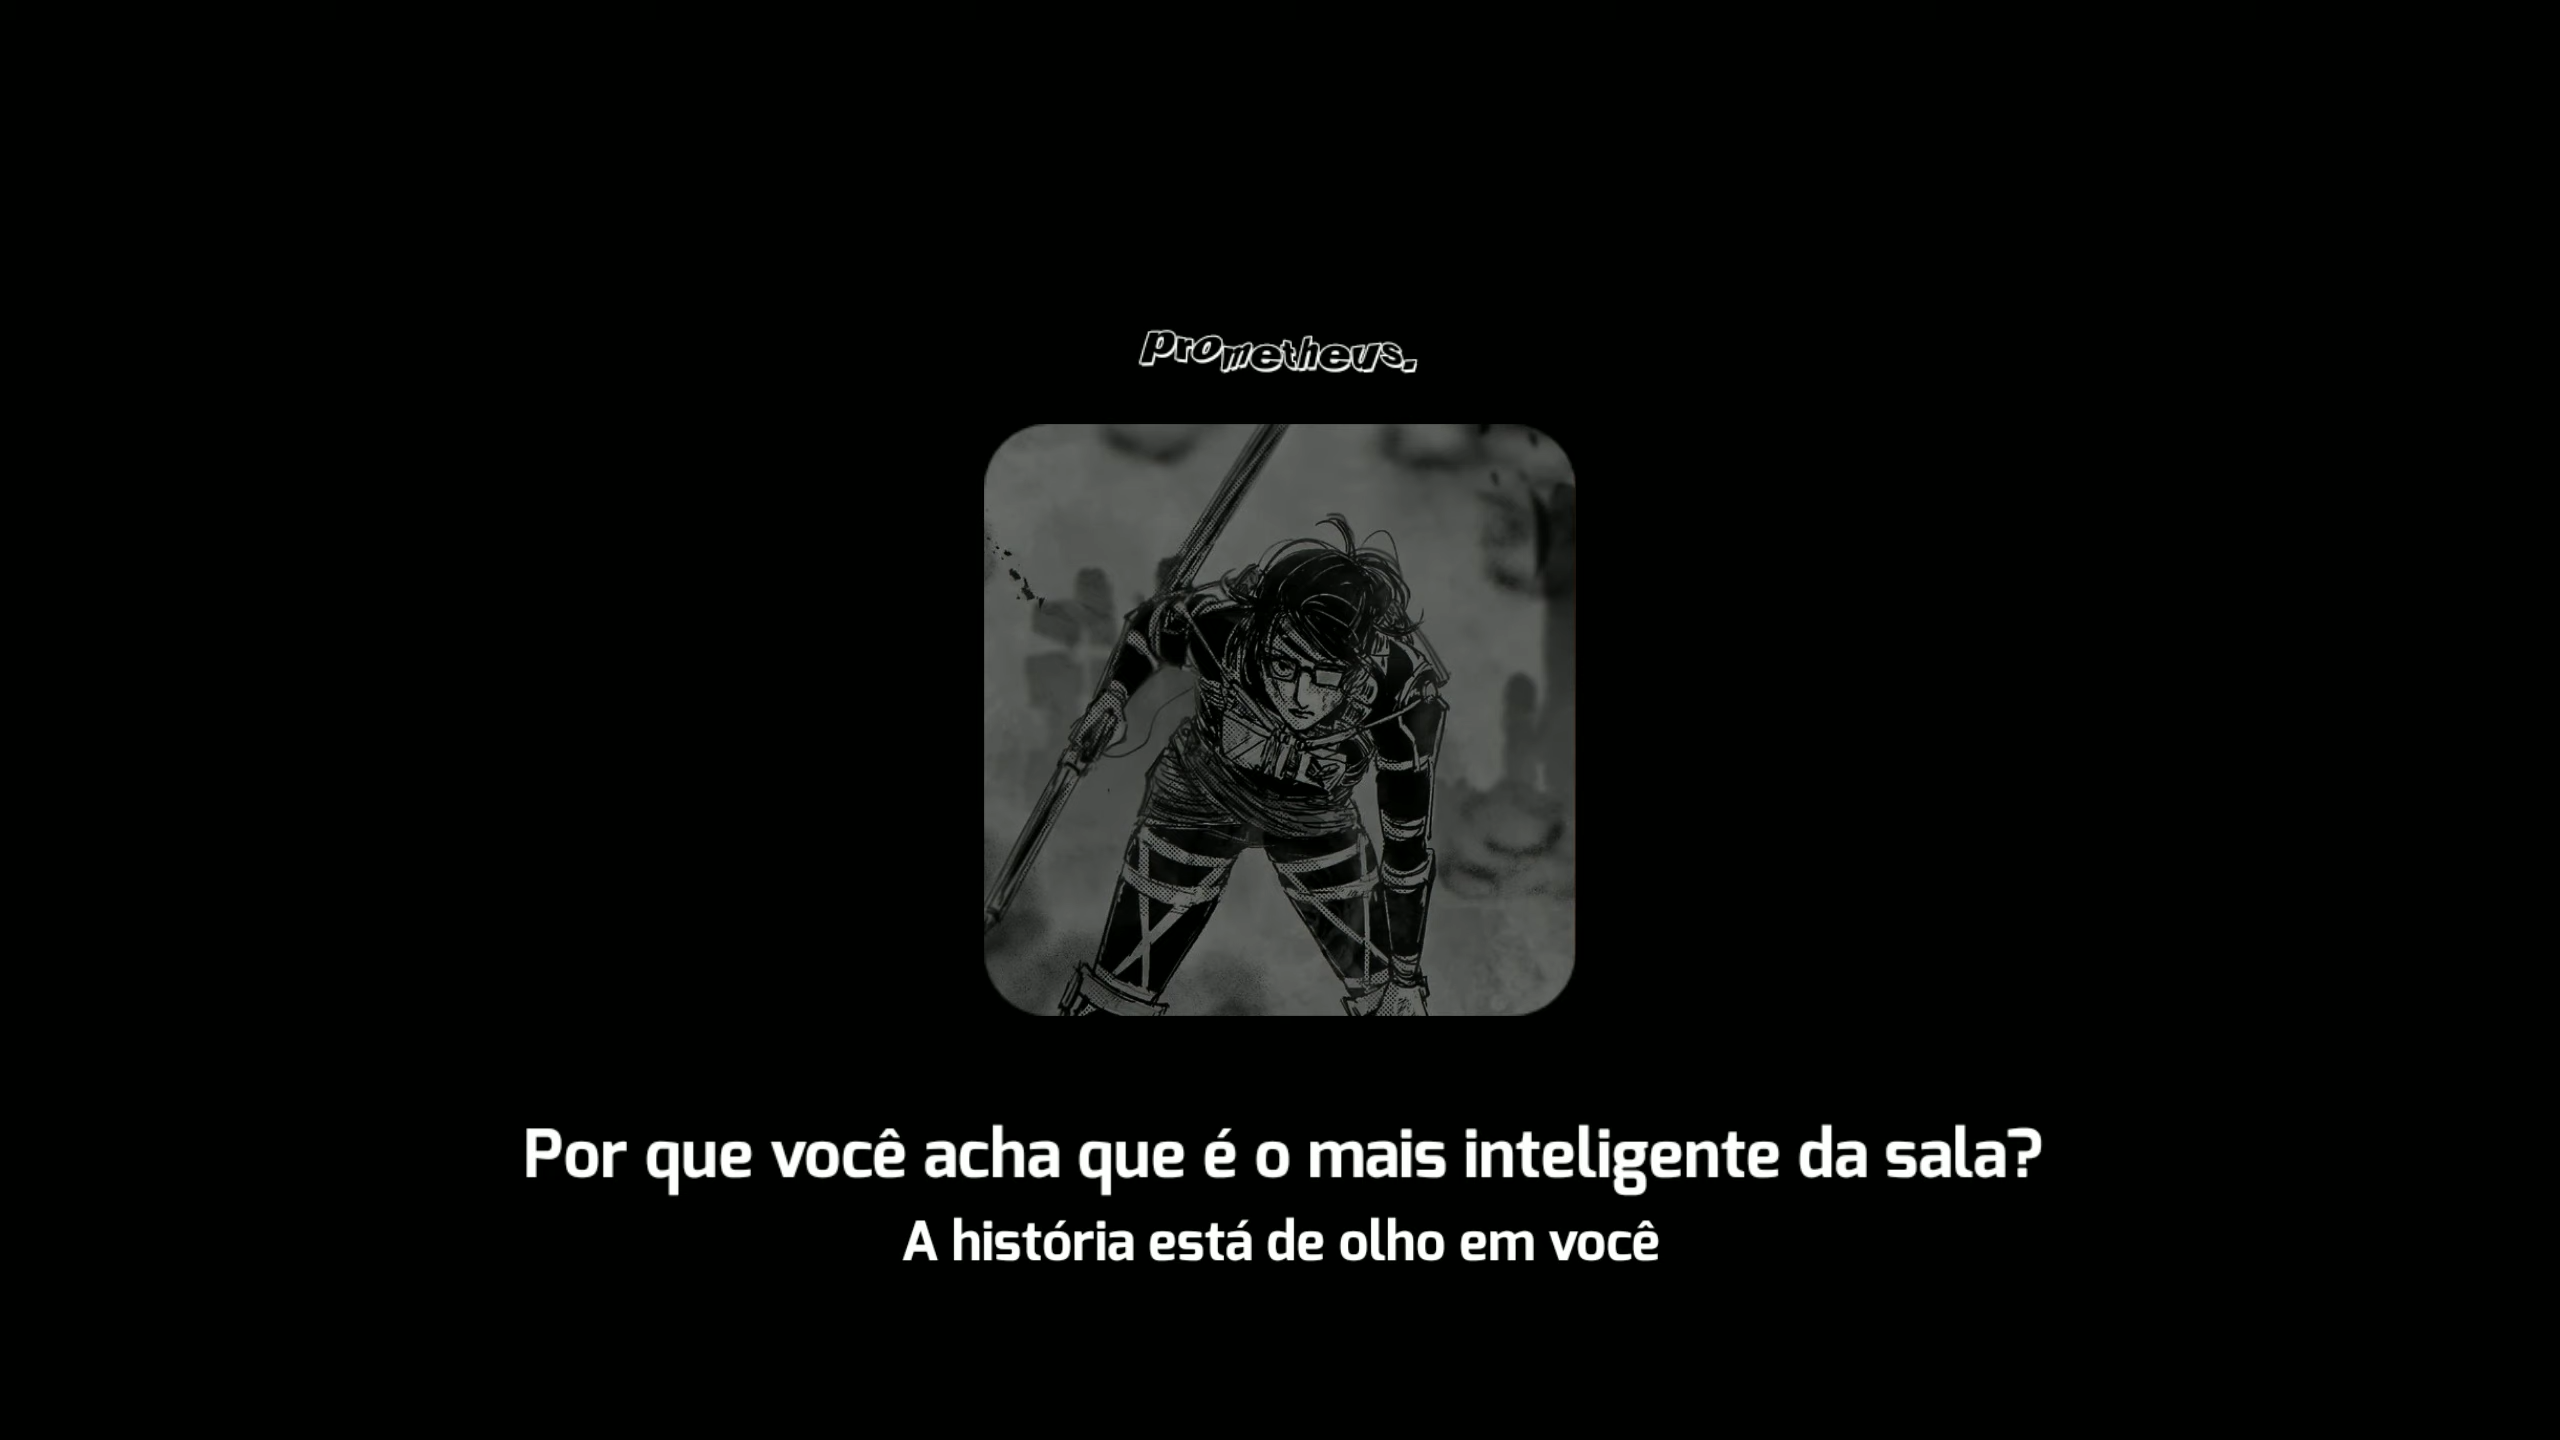 prometheus.
Por que você acha que é o mais inteligente da sala?
A história está de olho em você